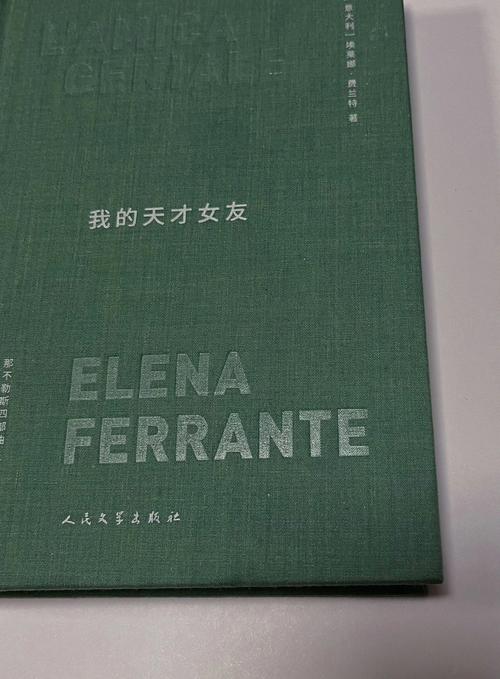 L'AMICA
GENIALE
意大利］埃莱娜·费兰特 著
我的天才女友
ELENA
FERRANTE
那不勒斯四部曲
人民文学出版社